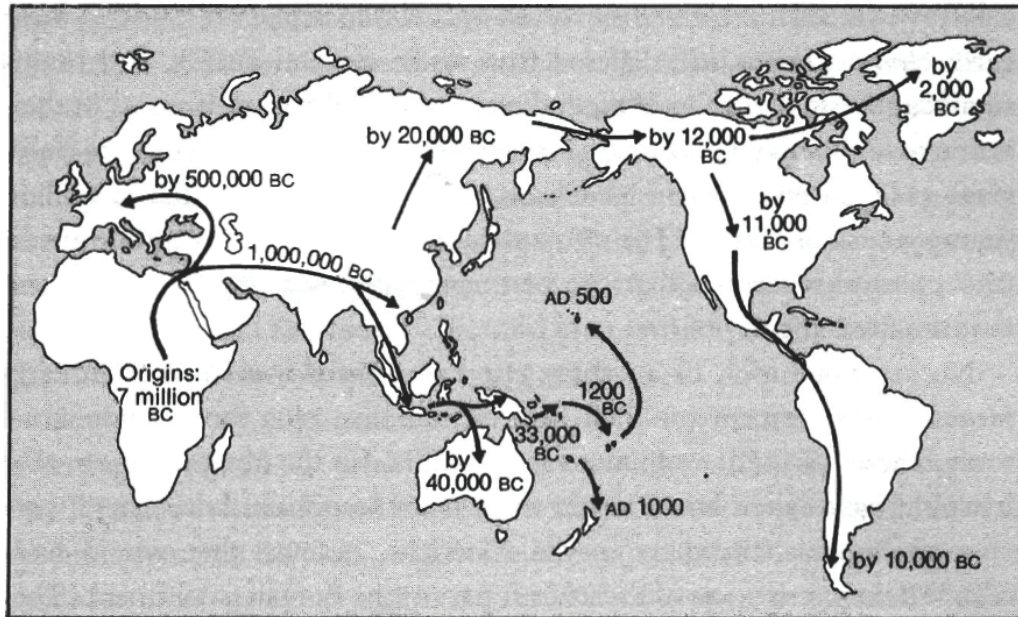 by
2,000
BC
by 20,000 BC
by 12,000
BC
by 500,000 BC
by
11,000
BC
1,000,000 BC
AD 500
Origins:
7 million
BC
1200
BC
33,000
BC
by
40,000 BC
AD 1000
by 10,000 BC